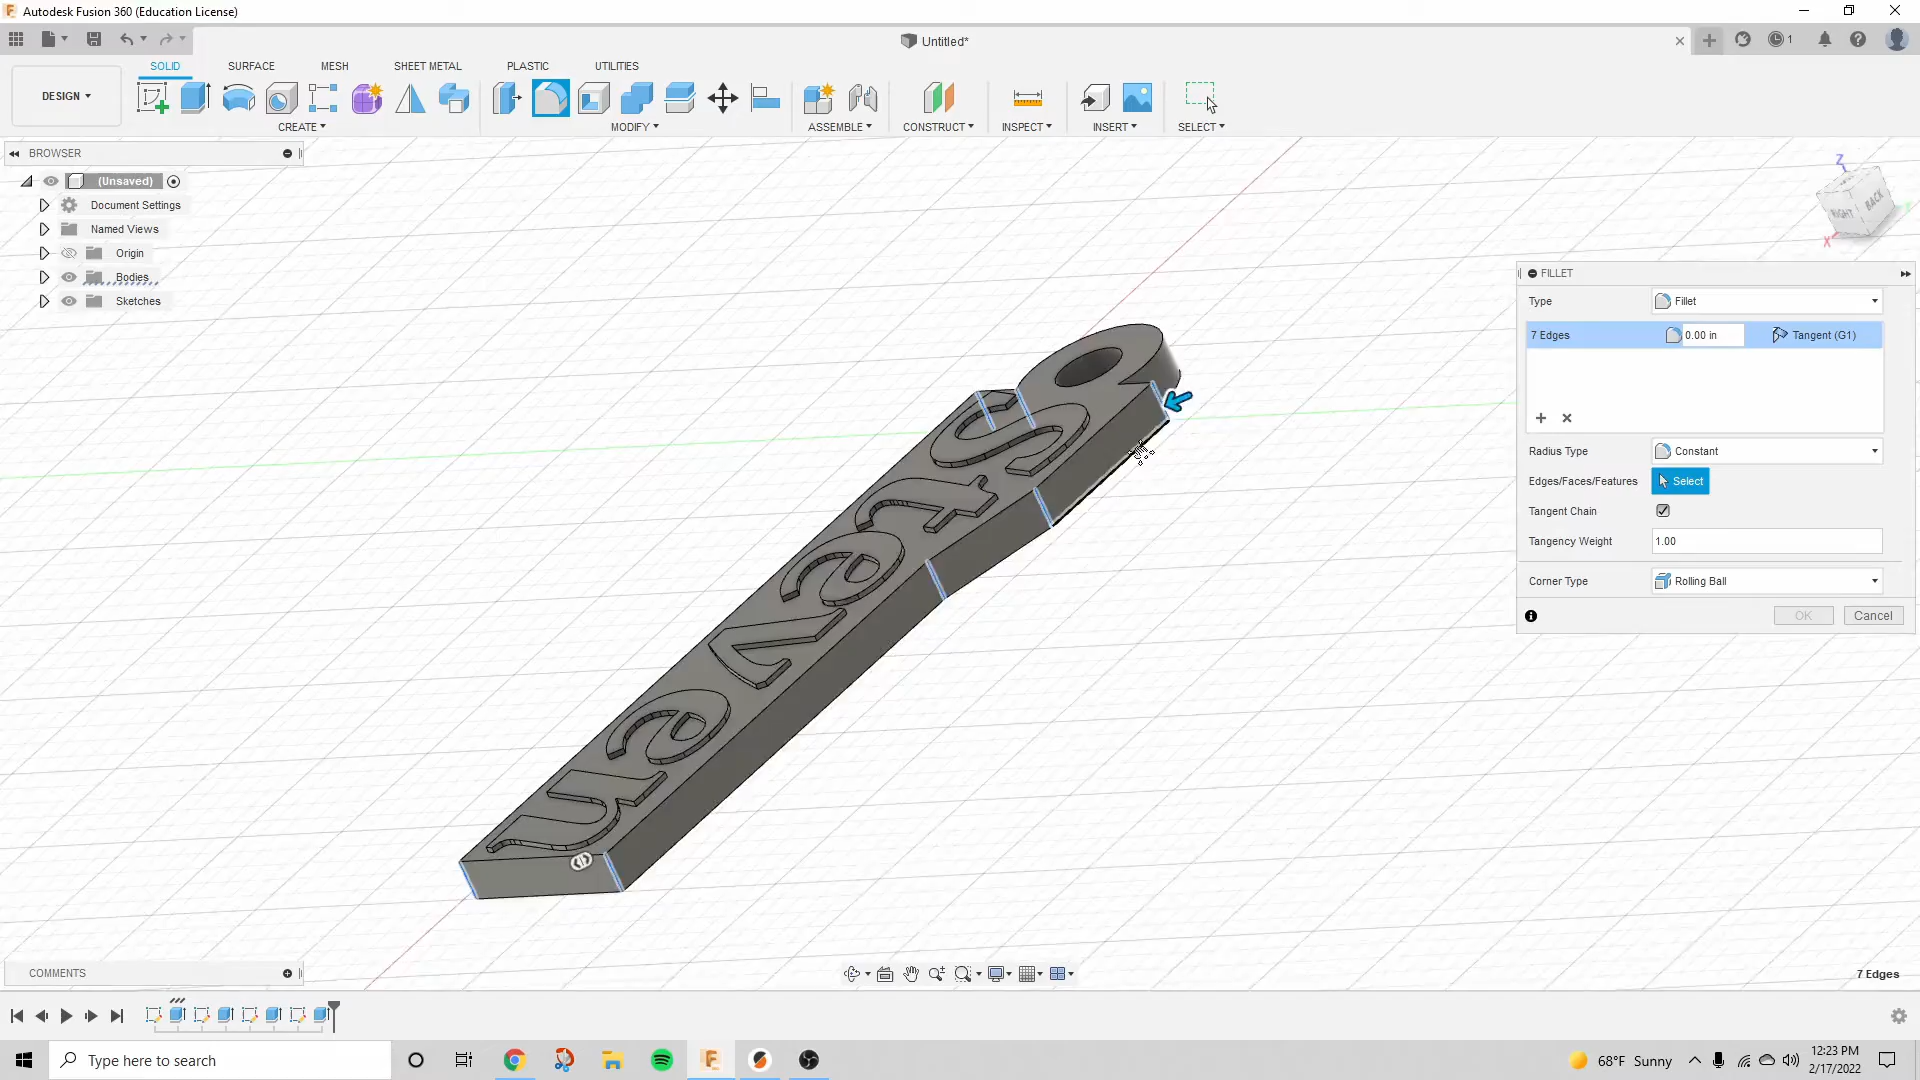 Autodesk Fusion 360 (Education License)
Untitled*
1
DESIGN
SOLID
SURFACE
MESH
SHEET METAL
PLASTIC
UTILITIES
CREATE
MODIFY
ASSEMBLE
CONSTRUCT
INSPECT
INSERT
SELECT
BROWSER
(Unsaved)
Document Settings
Named Views
Origin
Bodies
Sketches
Z
RIGHT
BACK
X
FILLET
Type
Fillet
7 Edges
0.00 in
Tangent (G1)
Radius Type
Constant
Edges/Faces/Features
Select
Tangent Chain
Tangency Weight
1.00
Corner Type
Rolling Ball
OK
Cancel
COMMENTS
7 Edges
Type here to search
68°F Sunny
12:23 PM
2/17/2022